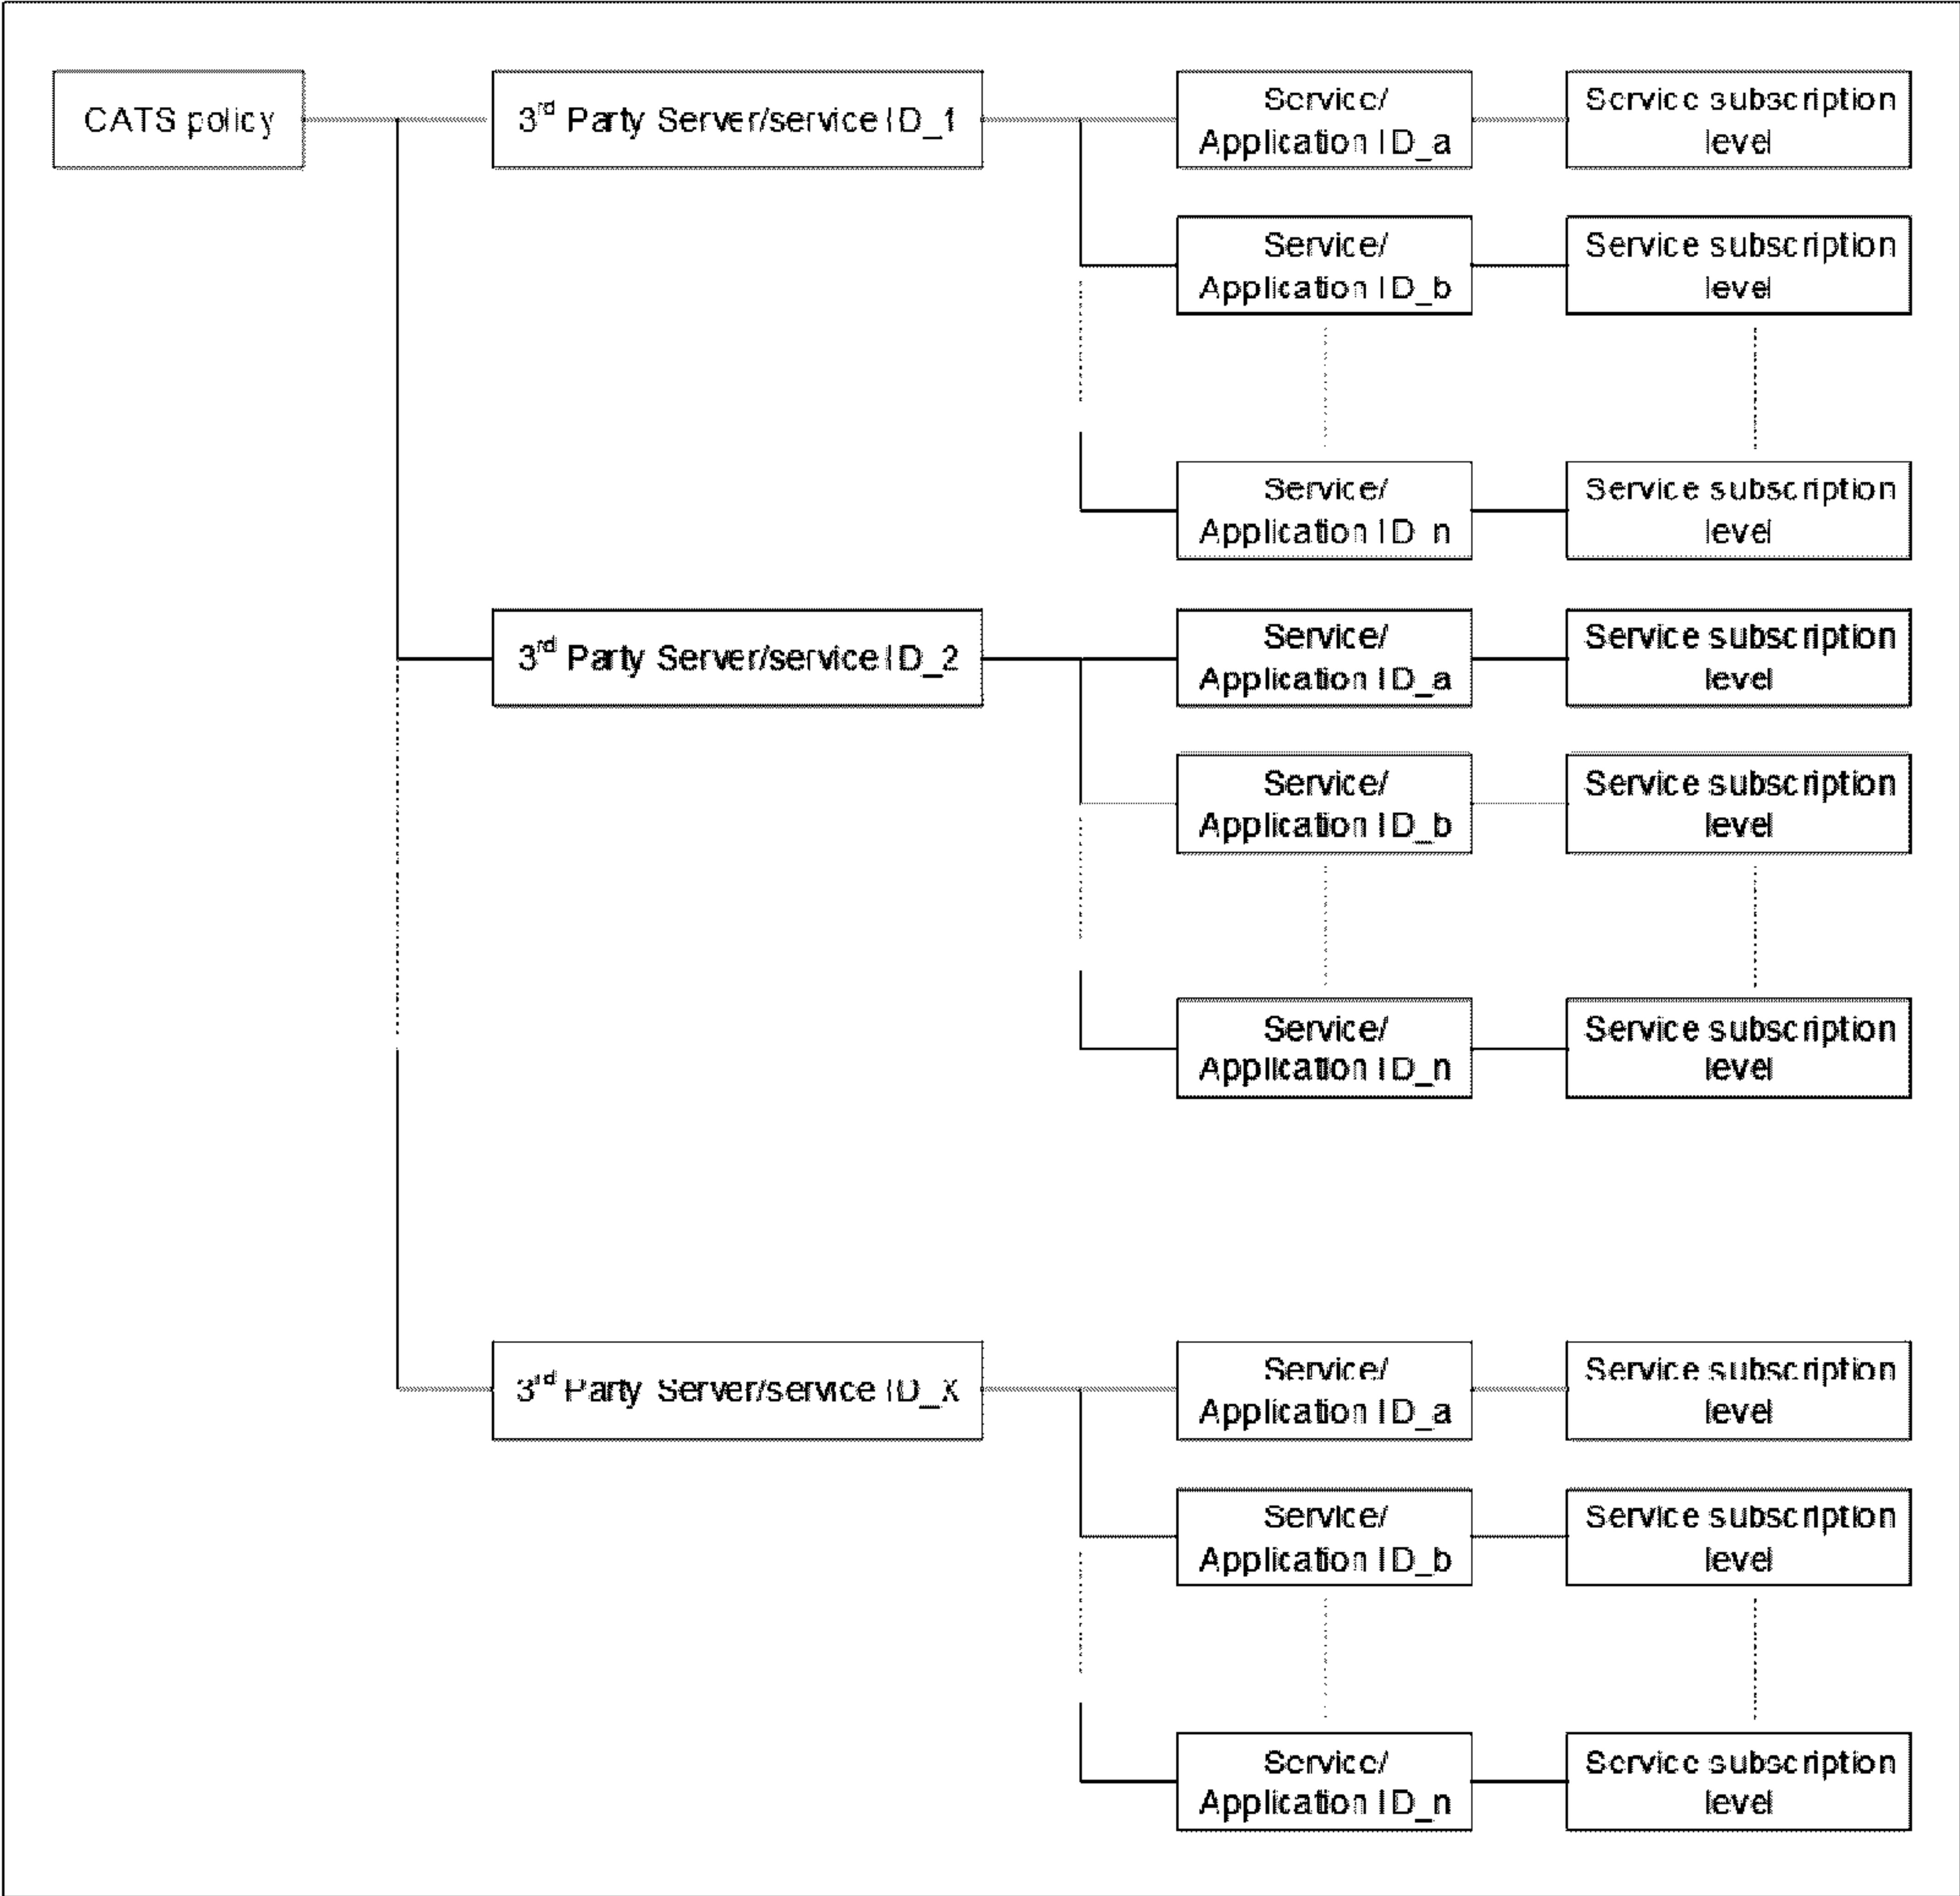 CATS policy
3rd Party Server/service ID_1
Service/
Application ID_a
Service subscription
level
Service/
Application ID_b
Service subscription
level
Service/
Application ID_n
Service subscription
level
3rd Party Server/service ID_2
Service/
Application ID_a
Service subscription
level
Service/
Application ID_b
Service subscription
level
Service/
Application ID_n
Service subscription
level
3rd Party Server/service ID_X
Service/
Application ID_a
Service subscription
level
Service/
Application ID_b
Service subscription
level
Service/
Application ID_n
Service subscription
level